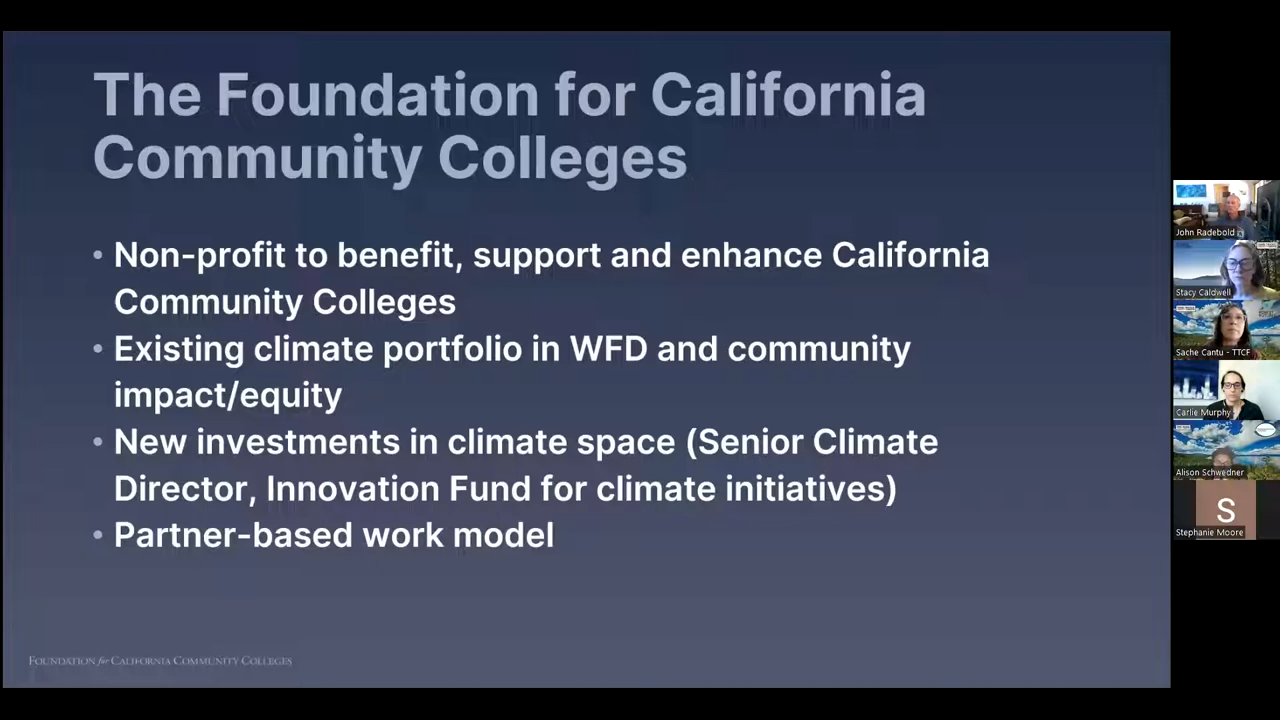 The Foundation for California
Community Colleges
• Non-profit to benefit, support and enhance California
Community Colleges
• Existing climate portfolio in WFD and community
impact/equity
• New investments in climate space (Senior Climate
Director, Innovation Fund for climate initiatives)
• Partner-based work model
FOUNDATION for CALIFORNIA COMMUNITY COLLEGES
John Radebold
Stacy Caldwell
Sache Cantu - TTCF
Carlie Murphy
Alison Schwedner
S
Stephanie Moore